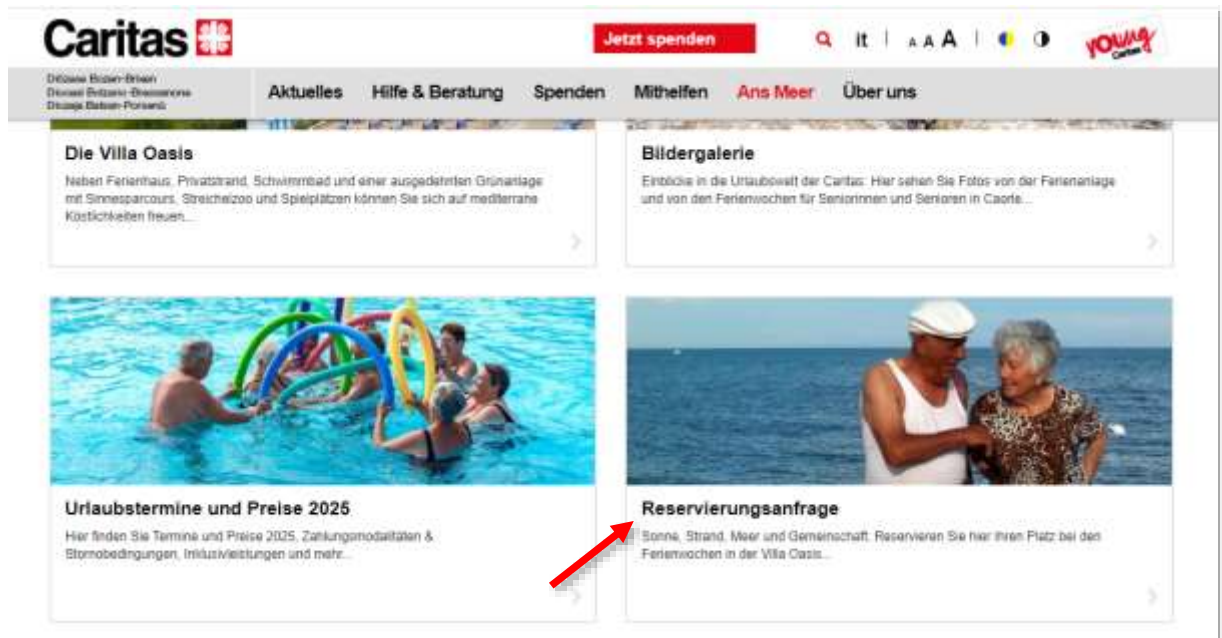 Caritas
Jetzt spenden
It
A A A
young
Caritas
Diözese Bozen-Brixen
Diocesi Bolzano-Bressanone
Aktuelles
Hilfe & Beratung
Spenden
Mithelfen
Ans Meer
Über uns
Die Villa Oasis
Neben Ferienhaus, Privatstrand, Schwimmbad und einer ausgedehnten Grünanlage
mit Sinnesparcours, Streichelzoo und Spielplätzen können Sie sich auf mediterrane
Köstlichkeiten freuen...
Bildergalerie
Einblicke in die Urlaubswelt der Caritas: Hier sehen Sie Fotos von der Ferienanlage
und von den Ferienwochen für Seniorinnen und Senioren in Caorle...
Urlaubstermine und Preise 2025
Hier finden Sie Termine und Preise 2025, Zahlungsmodalitäten &
Stornobedingungen, Inklusivleistungen und mehr...
Reservierungsanfrage
Sonne, Strand, Meer und Gemeinschaft: Reservieren Sie hier Ihren Platz bei den
Ferienwochen in der Villa Oasis...